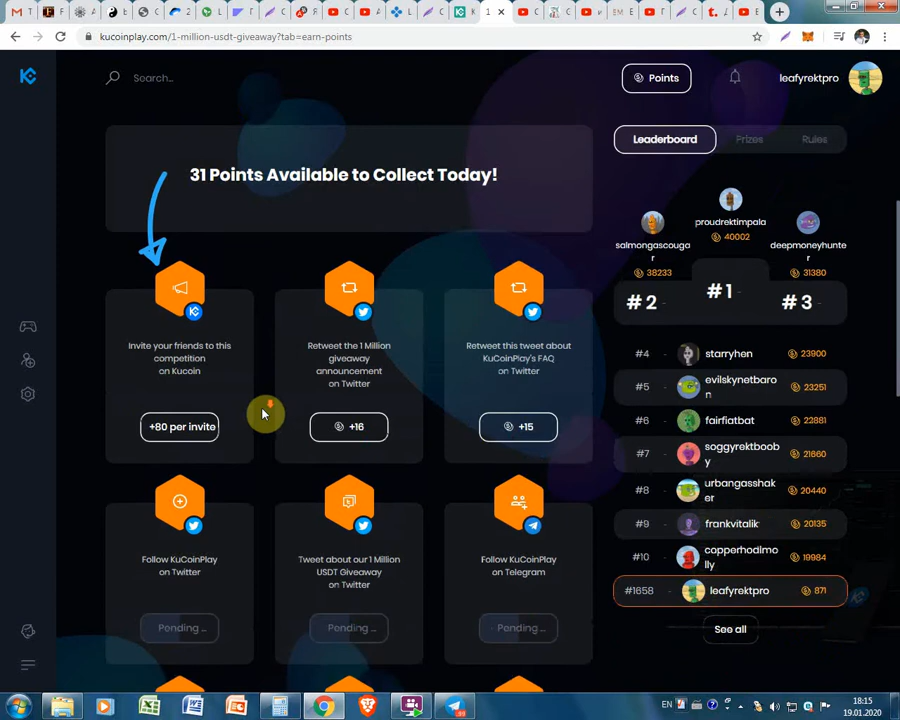 kucoinplay.com/1-million-usdt-giveaway?tab=earn-points
Search...
Points
leafyrektpro
31 Points Available to Collect Today!
Leaderboard
Prizes
Rules
proudrektimpala
40002
salmongascougar
38233
deepmoneyhunter
31380
#2
#1
#3
Invite your friends to this
competition
on Kucoin
+80 per invite
Retweet the 1 Million
giveaway
announcement
on Twitter
+16
Retweet this tweet about
KuCoinPlay's FAQ
on Twitter
+15
#4
starryhen
23900
#5
evilskynetbaro
n
23251
#6
fairfiatbat
22881
#7
soggyrektboob
y
21660
#8
urbangasshak
er
20440
#9
frankvitalik
20135
#10
copperhodlmo
lly
19984
#1658
leafyrektpro
871
See all
Follow KuCoinPlay
on Twitter
Pending ...
Tweet about our 1 Million
USDT Giveaway
on Twitter
Pending ...
Follow KuCoinPlay
on Telegram
Pending ...
EN
18:15
19.01.2020